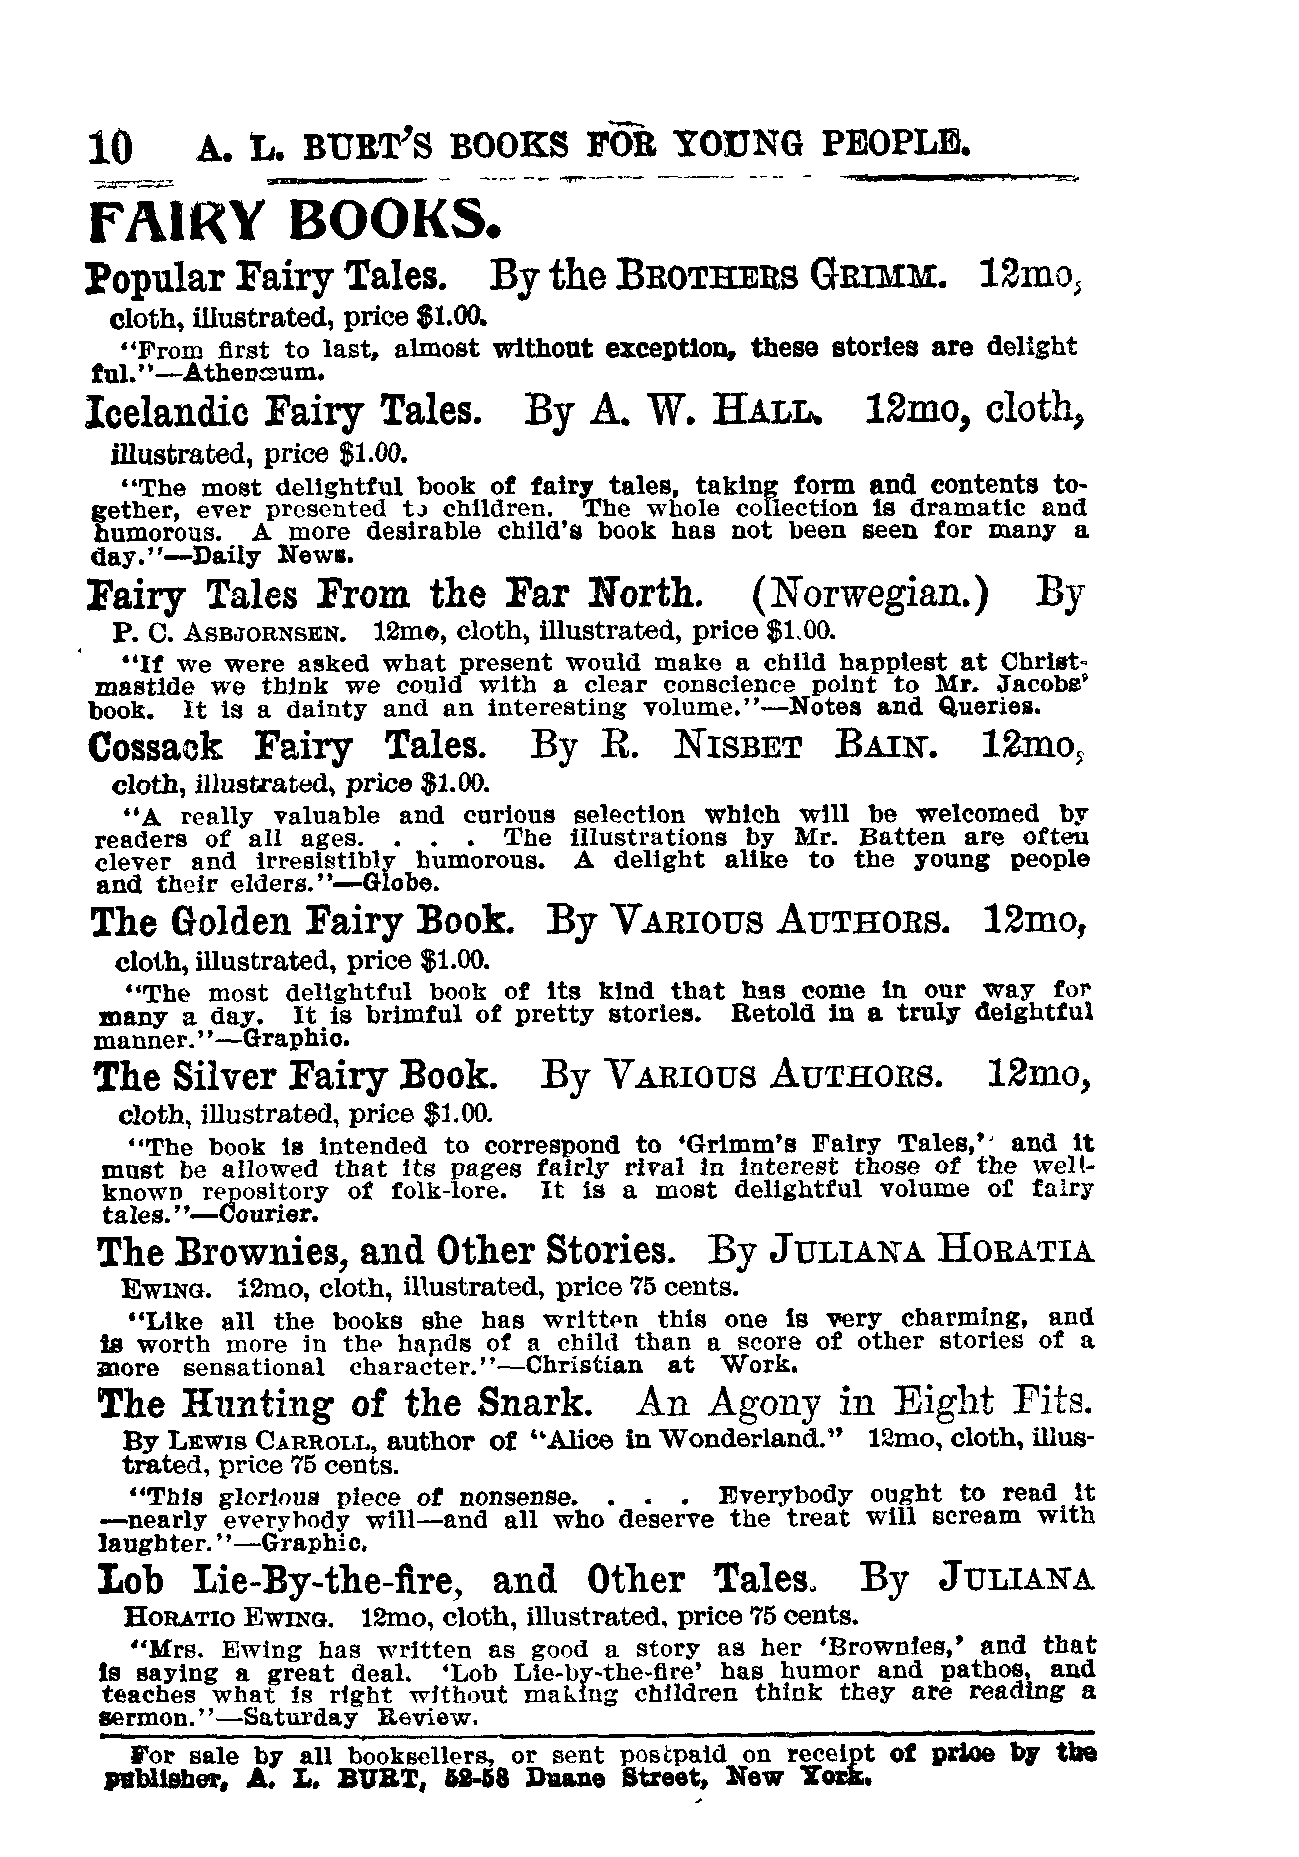 10 A. L. BURT'S BOOKS FOR YOUNG PEOPLE.
FAIRY BOOKS.
Popular Fairy Tales. By the BROTHERS GRIMM. 12mo,
cloth, illustrated, price $1.00.
"From first to last, almost without exception, these stories are delight
ful."—Athenæum.
Icelandic Fairy Tales. By A. W. HALL. 12mo, cloth,
illustrated, price $1.00.
"The most delightful book of fairy tales, taking form and contents to-
gether, ever presented to children. The whole collection is dramatic and
humorous. A more desirable child's book has not been seen for many a
day."—Daily News.
Fairy Tales From the Far North. (Norwegian.) By
P. C. ASBJORNSEN. 12mo, cloth, illustrated, price $1.00.
"If we were asked what present would make a child happiest at Christ-
mastide we think we could with a clear conscience point to Mr. Jacobs'
book. It is a dainty and an interesting volume."—Notes and Queries.
Cossack Fairy Tales. By R. NISBET BAIN. 12mo,
cloth, illustrated, price $1.00.
"A really valuable and curious selection which will be welcomed by
readers of all ages. . . . The illustrations by Mr. Batten are often
clever and irresistibly humorous. A delight alike to the young people
and their elders."—Globe.
The Golden Fairy Book. By VARIOUS AUTHORS. 12mo,
cloth, illustrated, price $1.00.
"The most delightful book of its kind that has come in our way for
many a day. It is brimful of pretty stories. Retold in a truly deightful
manner."—Graphic.
The Silver Fairy Book. By VARIOUS AUTHORS. 12mo,
cloth, illustrated, price $1.00.
"The book is intended to correspond to 'Grimm's Fairy Tales,' and it
must be allowed that its pages fairly rival in interest those of the well-
known repository of folk-lore. It is a most delightful volume of fairy
tales."—Courier.
The Brownies, and Other Stories. By JULIANA HORATIA
EWING. 12mo, cloth, illustrated, price 75 cents.
"Like all the books she has written this one is very charming, and
is worth more in the hands of a child than a score of other stories of a
more sensational character."—Christian at Work.
The Hunting of the Snark. An Agony in Eight Fits.
By LEWIS CARROLL, author of "Alice in Wonderland." 12mo, cloth, illus-
trated, price 75 cents.
"This glorious piece of nonsense. . . . Everybody ought to read it
—nearly everybody will—and all who deserve the treat will scream with
laughter."—Graphic.
Lob Lie-By-the-fire, and Other Tales. By JULIANA
HORATIO EWING. 12mo, cloth, illustrated, price 75 cents.
"Mrs. Ewing has written as good a story as her 'Brownies,' and that
is saying a great deal. 'Lob Lie-by-the-fire' has humor and pathos, and
teaches what is right without making children think they are reading a
sermon."—Saturday Review.
For sale by all booksellers, or sent postpaid on receipt of price by the
publisher, A. L. BURT, 52-58 Duane Street, New York.